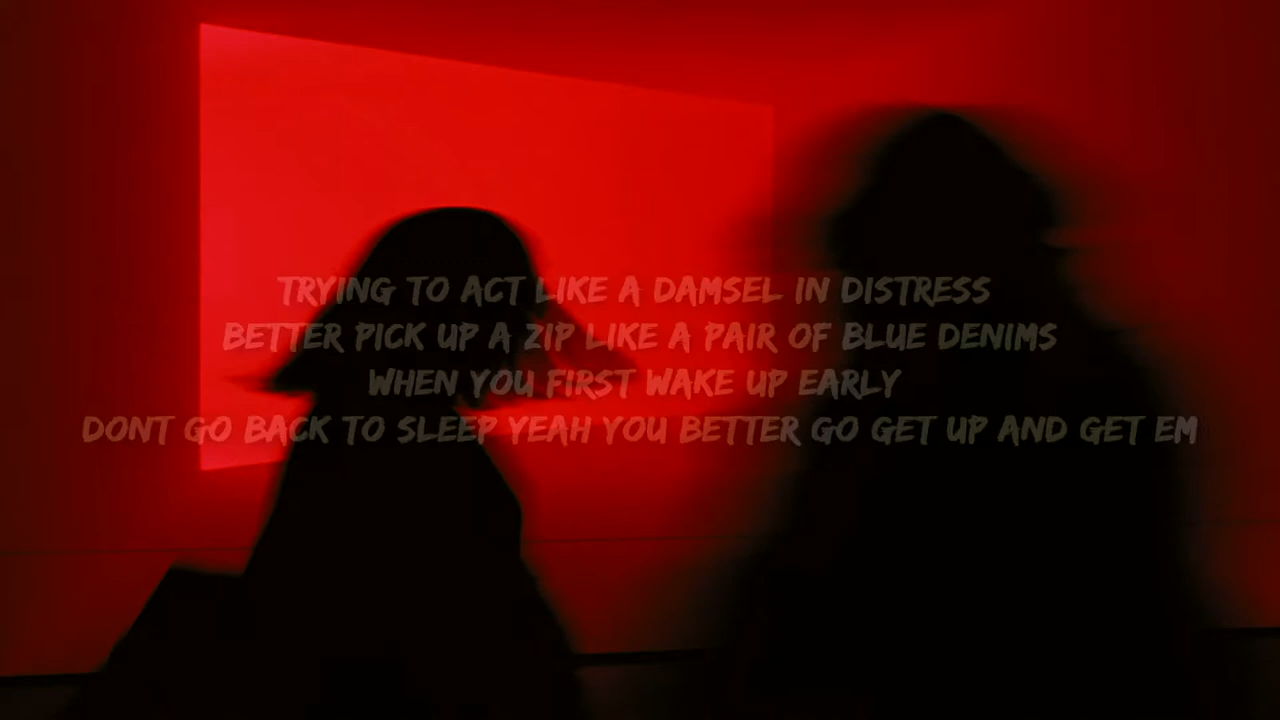 TRYING TO ACT LIKE A DAMSEL IN DISTRESS
BETTER PICK UP A ZIP LIKE A PAIR OF BLUE DENIMS
WHEN YOU FIRST WAKE UP EARLY
DONT GO BACK TO SLEEP YEAH YOU BETTER GO GET UP AND GET EM